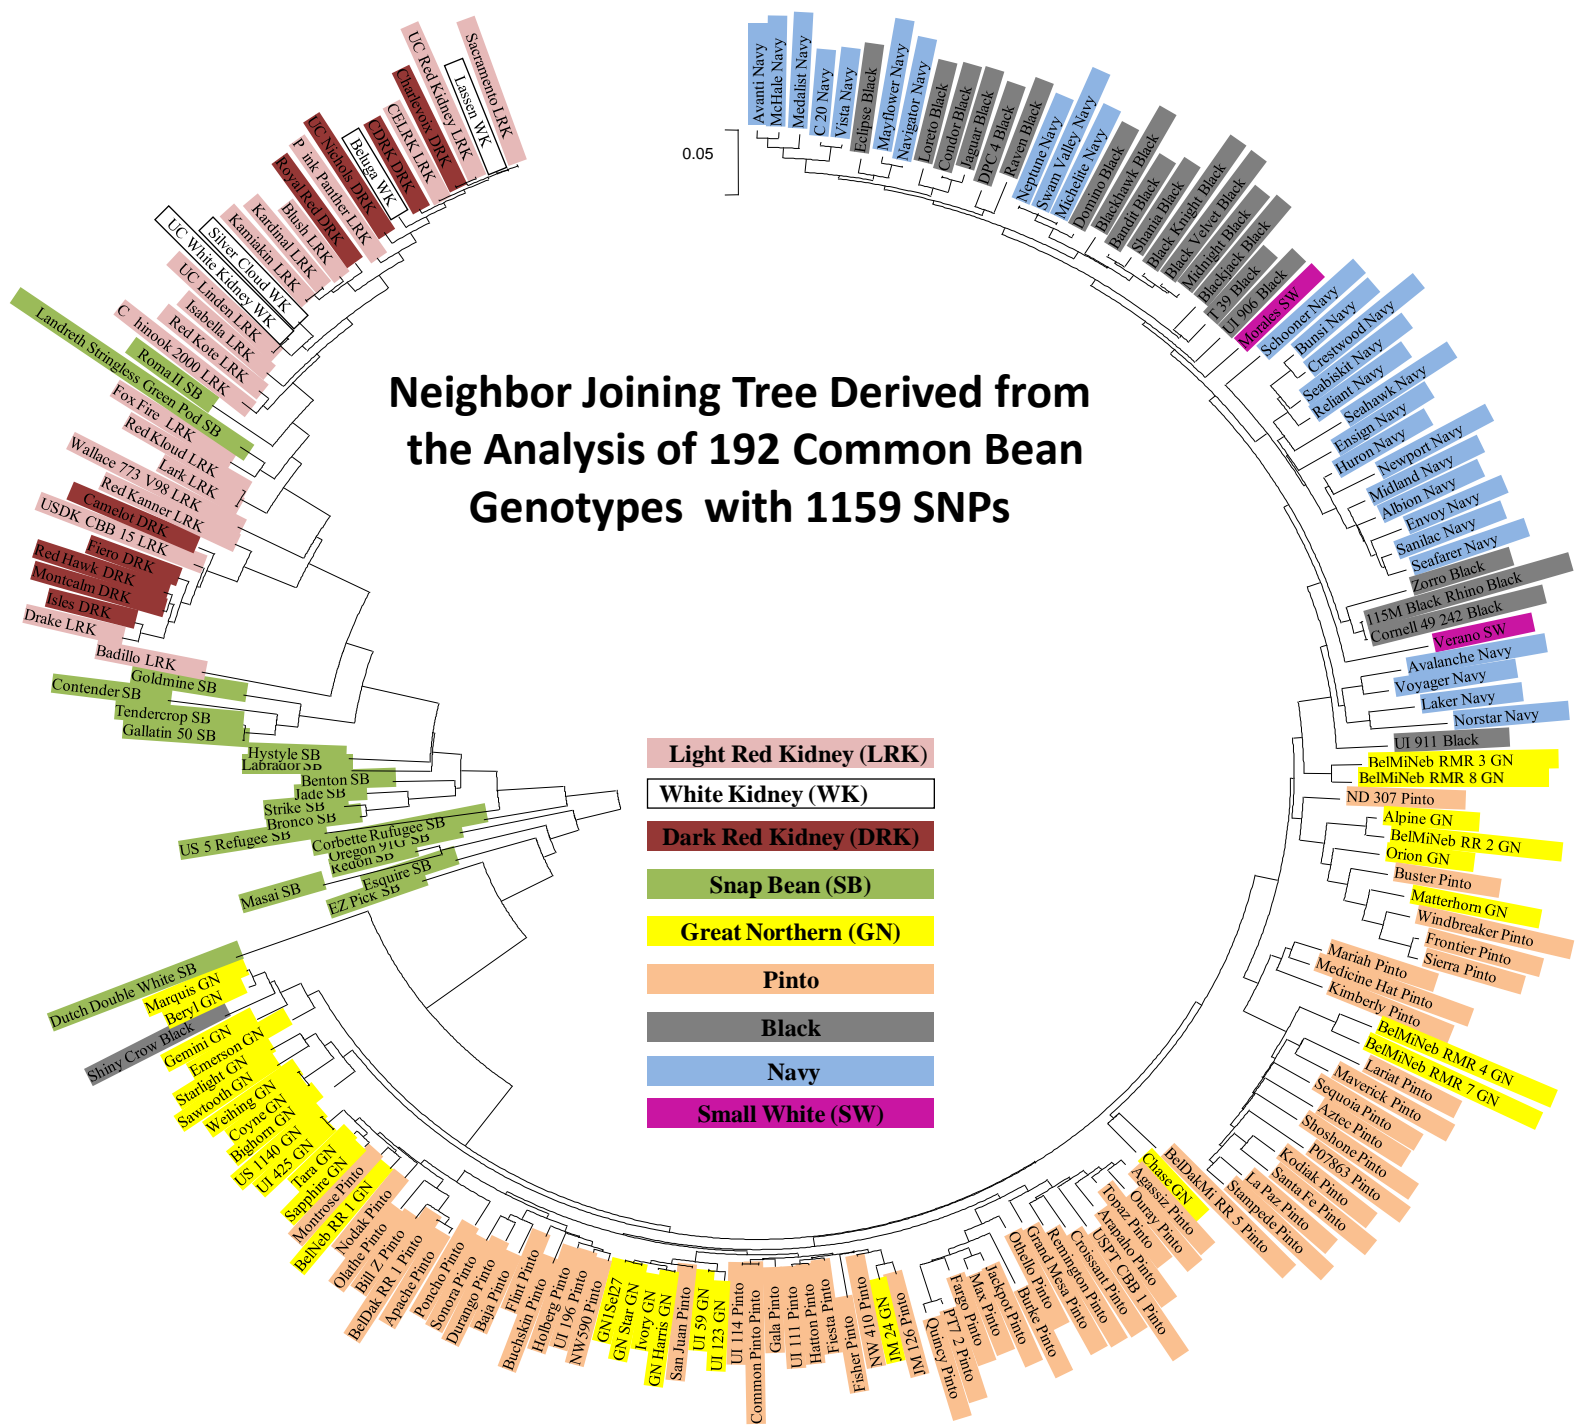 Neighbor Joining Tree Derived from
the Analysis of 192 Common Bean
Genotypes with 1159 SNPs
0.05
Light Red Kidney (LRK)
White Kidney (WK)
Dark Red Kidney (DRK)
Snap Bean (SB)
Great Northern (GN)
Pinto
Black
Navy
Small White (SW)
Avanti Navy
McHale Navy
Medalist Navy
C 20 Navy
Vista Navy
Eclipse Black
Mayflower Navy
Navigator Navy
Loreto Black
Condor Black
Jaguar Black
DPC 4 Black
Raven Black
Neptune Navy
Swam Valley Navy
Michelite Navy
Domino Black
Blackhawk Black
Bandit Black
Shania Black
Black Knight Black
Black Velvet Black
Midnight Black
Blackjack Black
T 39 Black
UI 906 Black
Morales SW
Schooner Navy
Bunsi Navy
Crestwood Navy
Seabiskit Navy
Reliant Navy
Seahawk Navy
Ensign Navy
Huron Navy
Newport Navy
Midland Navy
Albion Navy
Envoy Navy
Sanilac Navy
Seafarer Navy
Zorro Black
115M Black Rhino Black
Cornell 49 242 Black
Verano SW
Avalanche Navy
Voyager Navy
Laker Navy
Norstar Navy
UI 911 Black
BelMiNeb RMR 3 GN
BelMiNeb RMR 8 GN
ND 307 Pinto
Alpine GN
BelMiNeb RR 2 GN
Orion GN
Buster Pinto
Matterhorn GN
Windbreaker Pinto
Frontier Pinto
Sierra Pinto
Mariah Pinto
Medicine Hat Pinto
Kimberly Pinto
BelMiNeb RMR 4 GN
BelMiNeb RMR 7 GN
Lariat Pinto
Maverick Pinto
Sequoia Pinto
Aztec Pinto
Shoshone Pinto
P07863 Pinto
Kodiak Pinto
Santa Fe Pinto
La Paz Pinto
Stampede Pinto
BelDakMi RR 5 Pinto
Chase GN
Agassiz Pinto
Ouray Pinto
Topaz Pinto
Arapaho Pinto
USPT CBB 1 Pinto
Croissant Pinto
Remington Pinto
Grand Mesa Pinto
Othello Pinto
Burke Pinto
Jackpot Pinto
Max Pinto
Fargo Pinto
PT7 2 Pinto
Quincy Pinto
JM 126 Pinto
JM 24 GN
NW 410 Pinto
Fisher Pinto
Fiesta Pinto
Hatton Pinto
UI 111 Pinto
Gala Pinto
Common Pinto Pinto
UI 114 Pinto
UI 123 GN
UI 59 GN
San Juan Pinto
GN Harris GN
Ivory GN
GN Star GN
GN1Sel27
NW590 Pinto
UI 196 Pinto
Holberg Pinto
Buchskin Pinto
Flint Pinto
Baja Pinto
Durango Pinto
Sonora Pinto
Poncho Pinto
Apache Pinto
BelDak RR 1 Pinto
Bill Z Pinto
Olathe Pinto
Nodak Pinto
BelNeb RR 1 GN
Montrose Pinto
Sapphire GN
Tara GN
UI 425 GN
US 1140 GN
Bighorn GN
Coyne GN
Weihing GN
Sawtooth GN
Starlight GN
Emerson GN
Gemini GN
Shiny Crow Black
Beryl GN
Marquis GN
Dutch Double White SB
EZ Pick SB
Esquire SB
Masai SB
Redon SB
Oregon 91G SB
Corbette Rufugee SB
US 5 Refugee SB
Bronco SB
Strike SB
Jade SB
Benton SB
Labrador SB
Hystyle SB
Gallatin 50 SB
Tendercrop SB
Contender SB
Goldmine SB
Badillo LRK
Drake LRK
Isles DRK
Montcalm DRK
Red Hawk DRK
Fiero DRK
USDK CBB 15 LRK
Camelot DRK
Red Kanner LRK
Wallace 773 V98 LRK
Lark LRK
Red Kloud LRK
Fox Fire LRK
Landreth Stringless Green Pod SB
Roma II SB
C hinook 2000 LRK
Red Kote LRK
Isabella LRK
UC Linden LRK
UC White Kidney WK
Silver Cloud WK
Kamiakin LRK
Kardinal LRK
Blush LRK
Royal Red DRK
P ink Panther LRK
UC Nichols DRK
Beluga WK
CDRK DRK
CELRK LRK
Charlevoix DRK
UC Red Kidney LRK
Lassen WK
Sacramento LRK